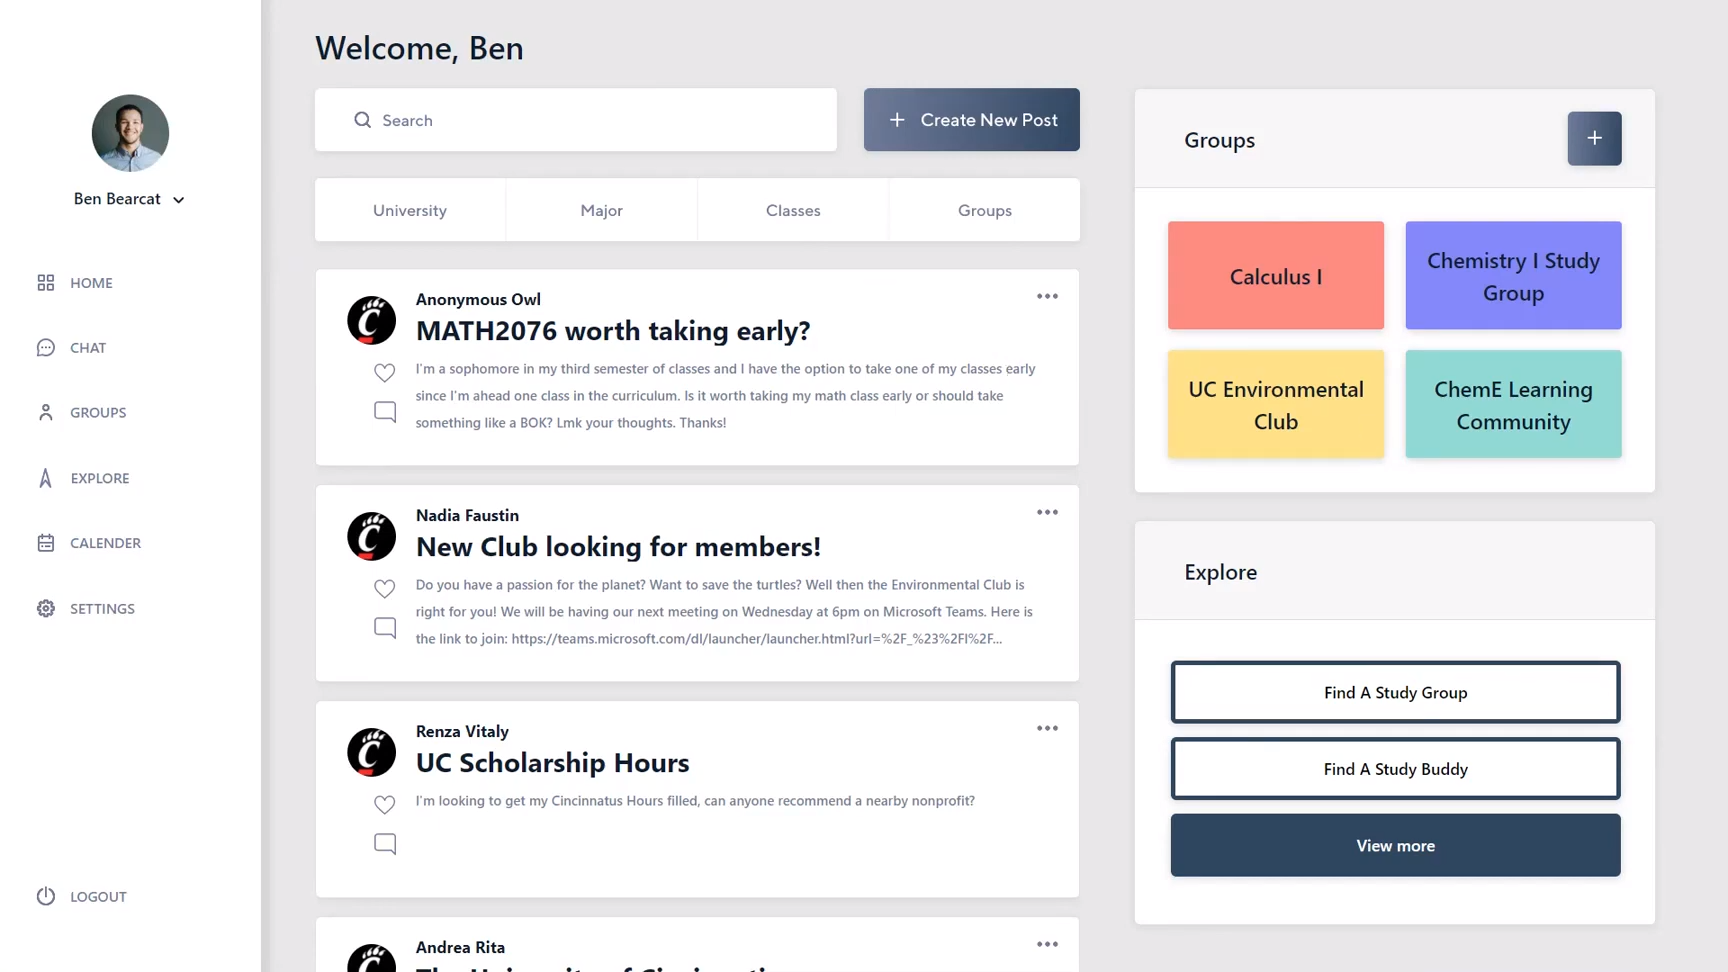 Welcome, Ben
Search
Create New Post
Ben Bearcat
HOME
CHAT
GROUPS
EXPLORE
CALENDER
SETTINGS
LOGOUT
University
Major
Classes
Groups
Anonymous Owl
MATH2076 worth taking early?
I'm a sophomore in my third semester of classes and I have the option to take one of my classes early
since I'm ahead one class in the curriculum. Is it worth taking my math class early or should take
something like a BOK? Lmk your thoughts. Thanks!
Nadia Faustin
New Club looking for members!
Do you have a passion for the planet? Want to save the turtles? Well then the Environmental Club is
right for you! We will be having our next meeting on Wednesday at 6pm on Microsoft Teams. Here is
the link to join: https://teams.microsoft.com/dl/launcher/launcher.html?url=%2F_%23%2Fl%2F...
Renza Vitaly
UC Scholarship Hours
I'm looking to get my Cincinnatus Hours filled, can anyone recommend a nearby nonprofit?
Andrea Rita
The University of Cincinnati
Groups
Calculus I
Chemistry I Study
Group
UC Environmental
Club
ChemE Learning
Community
Explore
Find A Study Group
Find A Study Buddy
View more